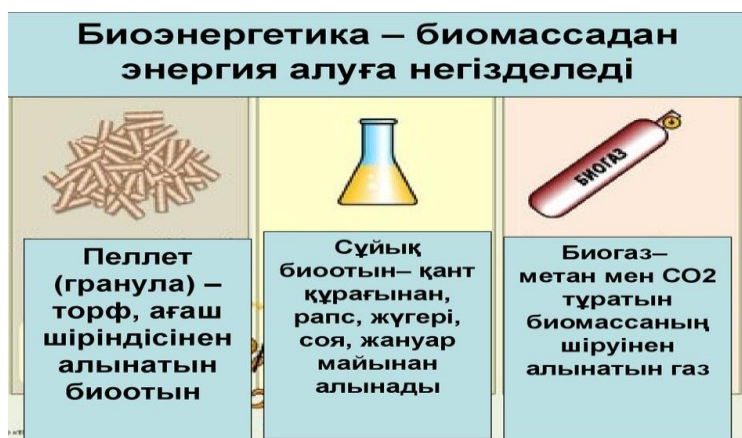 Биоэнергетика – биомассадан
энергия алуға негізделеді
БИОГАЗ
Пеллет
(гранула) –
торф, ағаш
шіріндісінен
алынатын
биоотын
Сұйық
биоотын– қант
құрағынан,
рапс, жүгері,
соя, жануар
майынан
алынады
Биогаз–
метан мен СО2
тұратын
биомассаның
шіруінен
алынатын газ